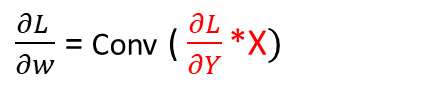 ∂L/∂w = Conv ( ∂L/∂Y *X)